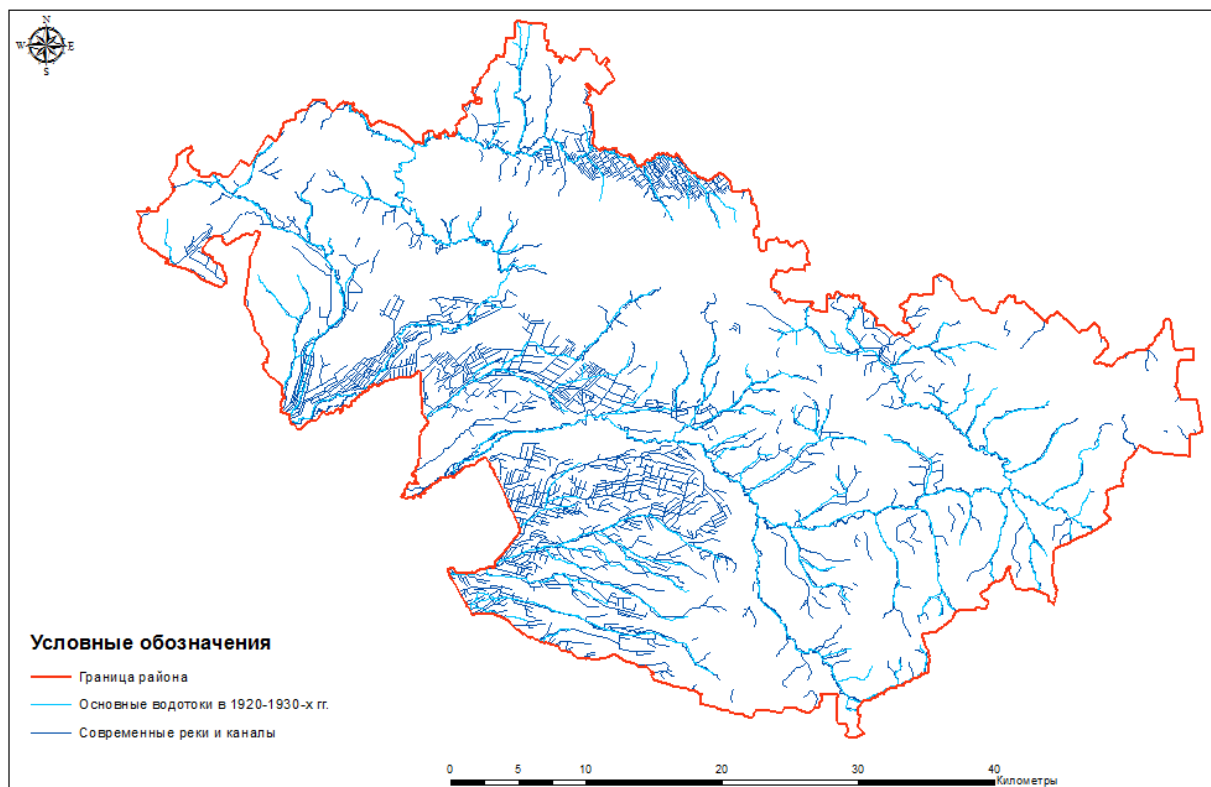 N
W E
S
Условные обозначения
Граница района
Основные водотоки в 1920-1930-х гг.
Современные реки и каналы
0 5 10 20 30 40
Километры